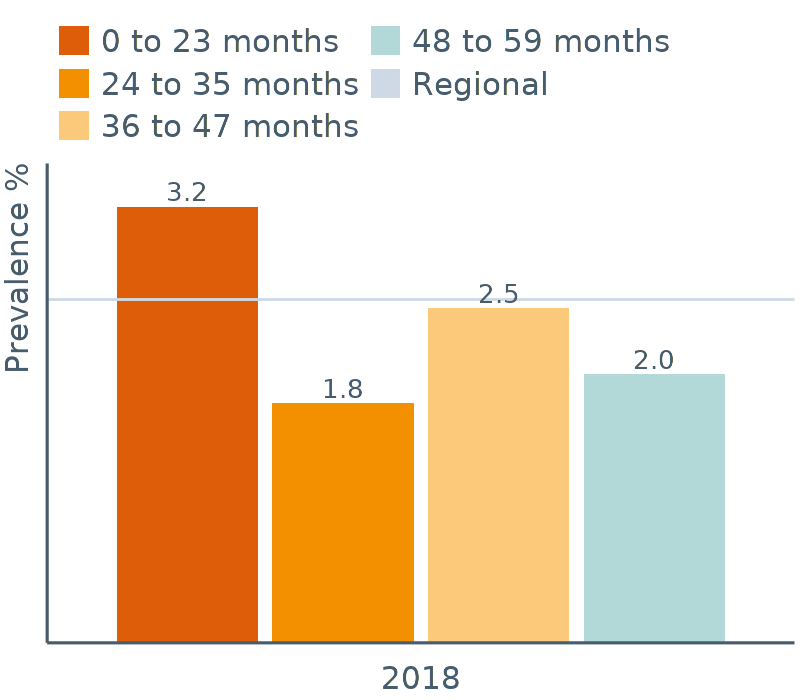 0 to 23 months
24 to 35 months
36 to 47 months
48 to 59 months
Regional
Prevalence %
3.2
1.8
2.5
2.0
2018